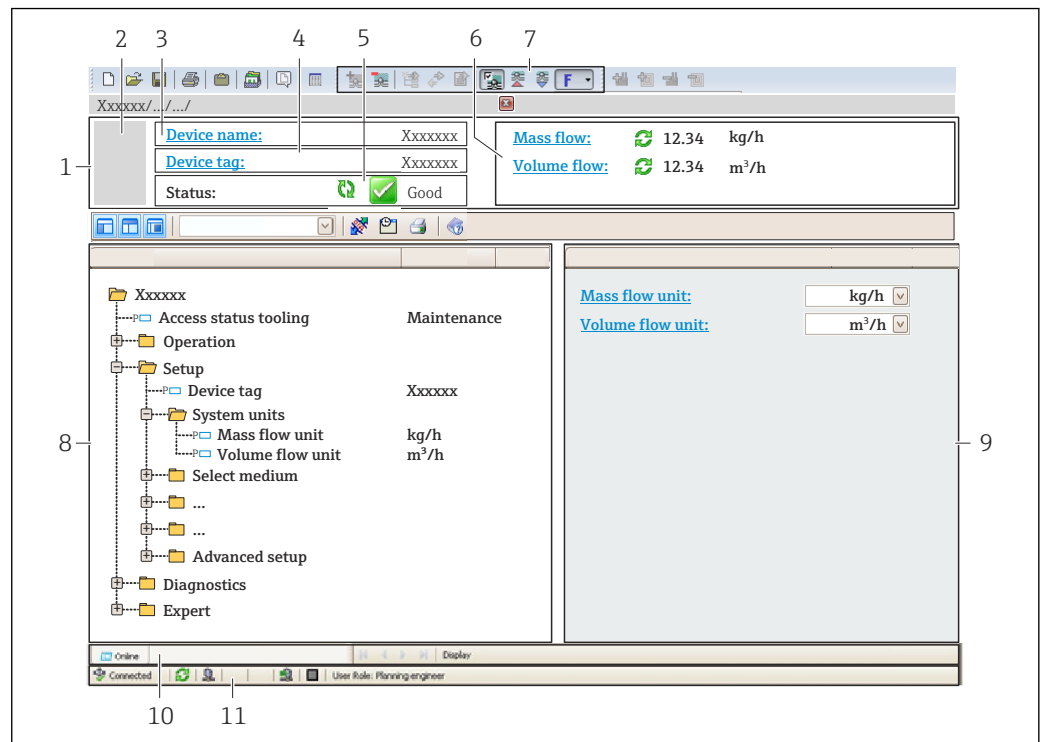 2 3 4 5 6 7
F
Xxxxxx/.../.../
1
Device name: Xxxxxxx
Device tag: Xxxxxxx
Status: Good
Mass flow: 12.34 kg/h
Volume flow: 12.34 m³/h
Xxxxxx
P Access status tooling Maintenance
Operation
Setup
P Device tag Xxxxxx
System units
P Mass flow unit kg/h
P Volume flow unit m³/h
Select medium
...
...
Advanced setup
Diagnostics
Expert
8
Mass flow unit: kg/h
Volume flow unit: m³/h
9
Online Display
Connected User Role: Planning engineer
10 11